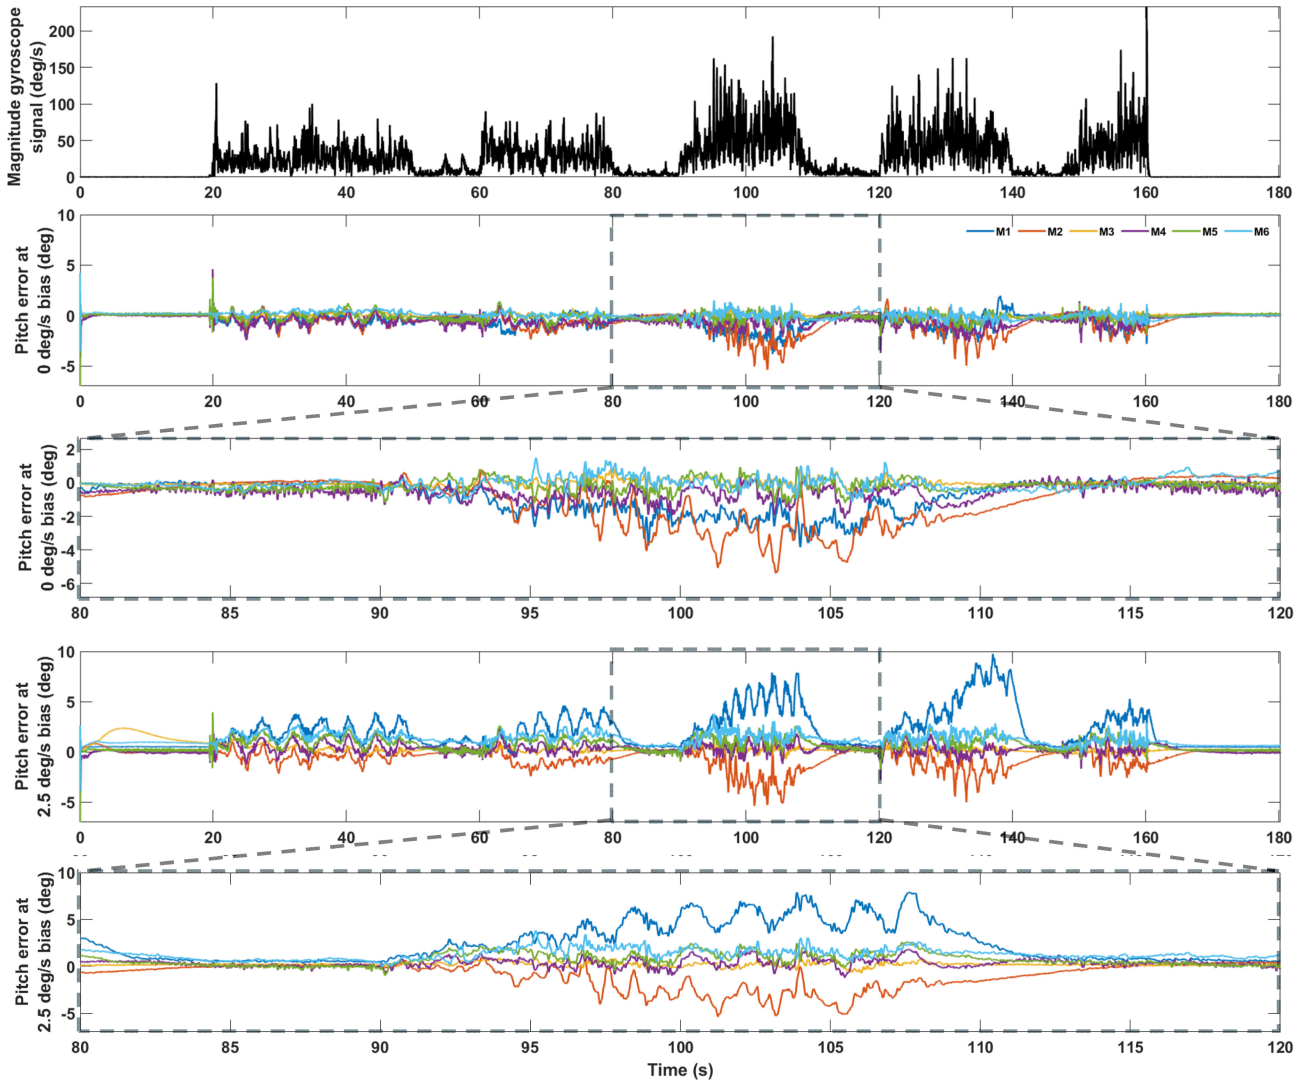 Magnitude gyroscope
signal (deg/s)
200
150
100
50
0
0 20 40 60 80 100 120 140 160 180
Pitch error at
0 deg/s bias (deg)
10
5
0
-5
M1 M2 M3 M4 M5 M6
0 20 40 60 80 100 120 140 160 180
Pitch error at
0 deg/s bias (deg)
2
0
-2
-4
-6
80 85 90 95 100 105 110 115 120
Pitch error at
2.5 deg/s bias (deg)
10
5
0
-5
0 20 40 60 80 100 120 140 160 180
Pitch error at
2.5 deg/s bias (deg)
10
5
0
-5
80 85 90 95 100 105 110 115 120
Time (s)